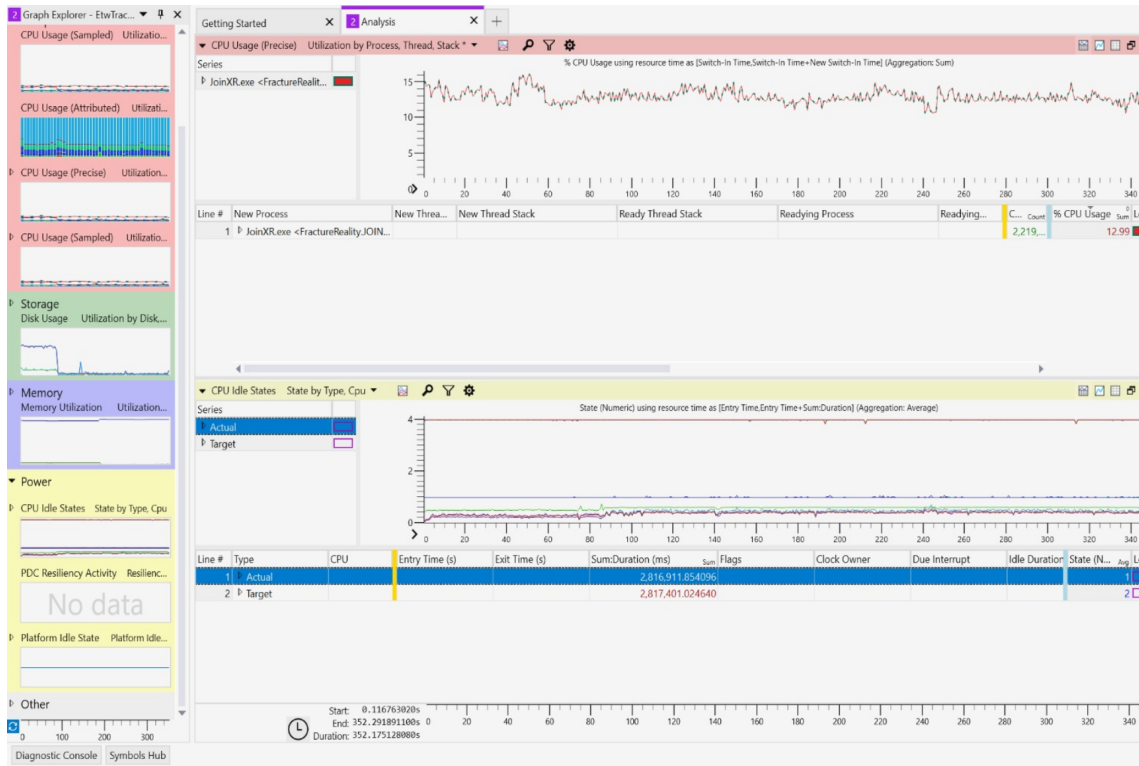 2 Graph Explorer - EtwTrac...
CPU Usage (Sampled) Utilizatio...
CPU Usage (Attributed) Utilizati...
CPU Usage (Precise) Utilization...
CPU Usage (Sampled) Utilizatio...
Storage
Disk Usage Utilization by Disk,...
Memory
Memory Utilization Utilization...
Power
CPU Idle States State by Type, Cpu
PDC Resiliency Activity Resilienc...
No data
Platform Idle State Platform Idle...
Other
0 100 200 300
Diagnostic Console Symbols Hub
Getting Started X 2 Analysis X +
CPU Usage (Precise) Utilization by Process, Thread, Stack *
Series
JoinXR.exe <FractureRealit...
% CPU Usage using resource time as [Switch-In Time,Switch-In Time+New Switch-In Time] (Aggregation: Sum)
15
10
5
0
0 20 40 60 80 100 120 140 160 180 200 220 240 260 280 300 320 340
Line # New Process New Threa... New Thread Stack Ready Thread Stack Readying Process Readying... C... Count % CPU Usage Sum
1 JoinXR.exe <FractureReality.JOIN... 2,219,... 12.99
CPU Idle States State by Type, Cpu
Series
Actual
Target
State (Numeric) using resource time as [Entry Time,Entry Time+Sum:Duration] (Aggregation: Average)
4
2
0
0 20 40 60 80 100 120 140 160 180 200 220 240 260 280 300 320 340
Line # Type CPU Entry Time (s) Exit Time (s) Sum:Duration (ms) Sum Flags Clock Owner Due Interrupt Idle Duration State (N... Avg
1 Actual 2,816,911.854096 1
2 Target 2,817,401.024640 2
Start: 0.116763020s
End: 352.291891100s
Duration: 352.175128080s
0 20 40 60 80 100 120 140 160 180 200 220 240 260 280 300 320 340